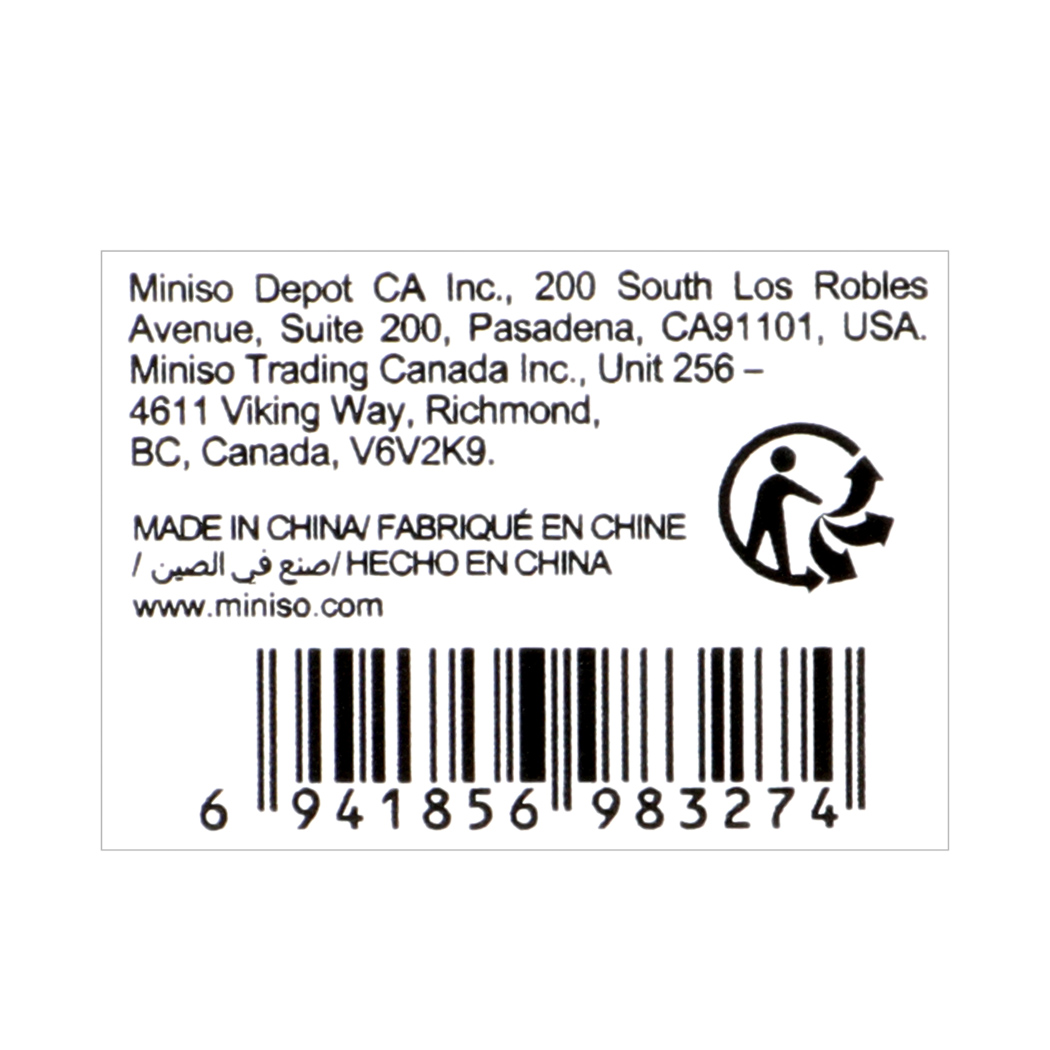 Miniso Depot CA Inc., 200 South Los Robles
Avenue, Suite 200, Pasadena, CA91101, USA.
Miniso Trading Canada Inc., Unit 256 –
4611 Viking Way, Richmond,
BC, Canada, V6V2K9.
MADE IN CHINA/ FABRIQUÉ EN CHINE
/ صنع في الصين/ HECHO EN CHINA
www.miniso.com
6 941856 983274